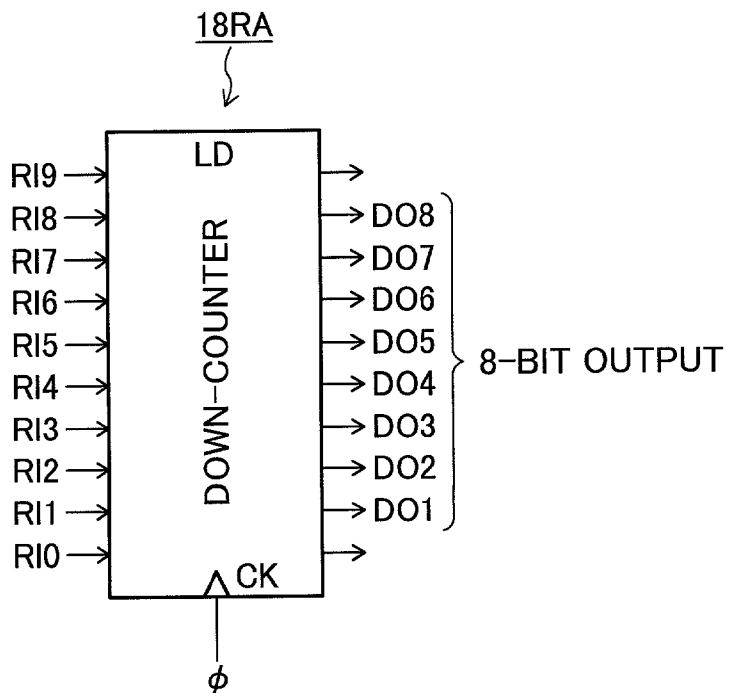 18RA
LD
RI9
RI8
DO8
RI7
DO7
RI6
DO6
RI5
DO5
RI4
DO4
RI3
DO3
RI2
DO2
RI1
DO1
RI0
DOWN-COUNTER
8-BIT OUTPUT
CK
ϕ